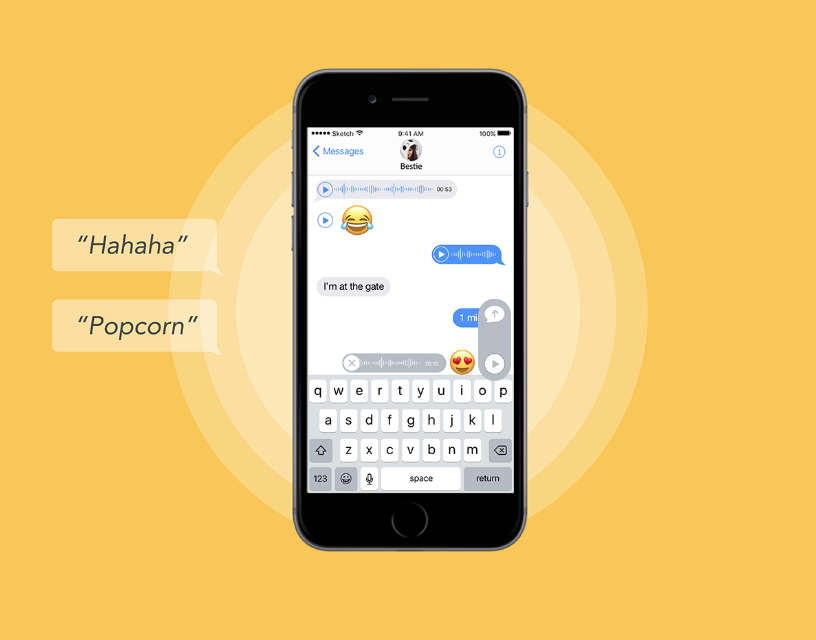 Sketch 9:41 AM 100%
Messages
Bestie
00:53
“Hahaha”
I'm at the gate
“Popcorn”
1 mi
00:10
q w e r t y u i o p
a s d f g h j k l
z x c v b n m
123 space return